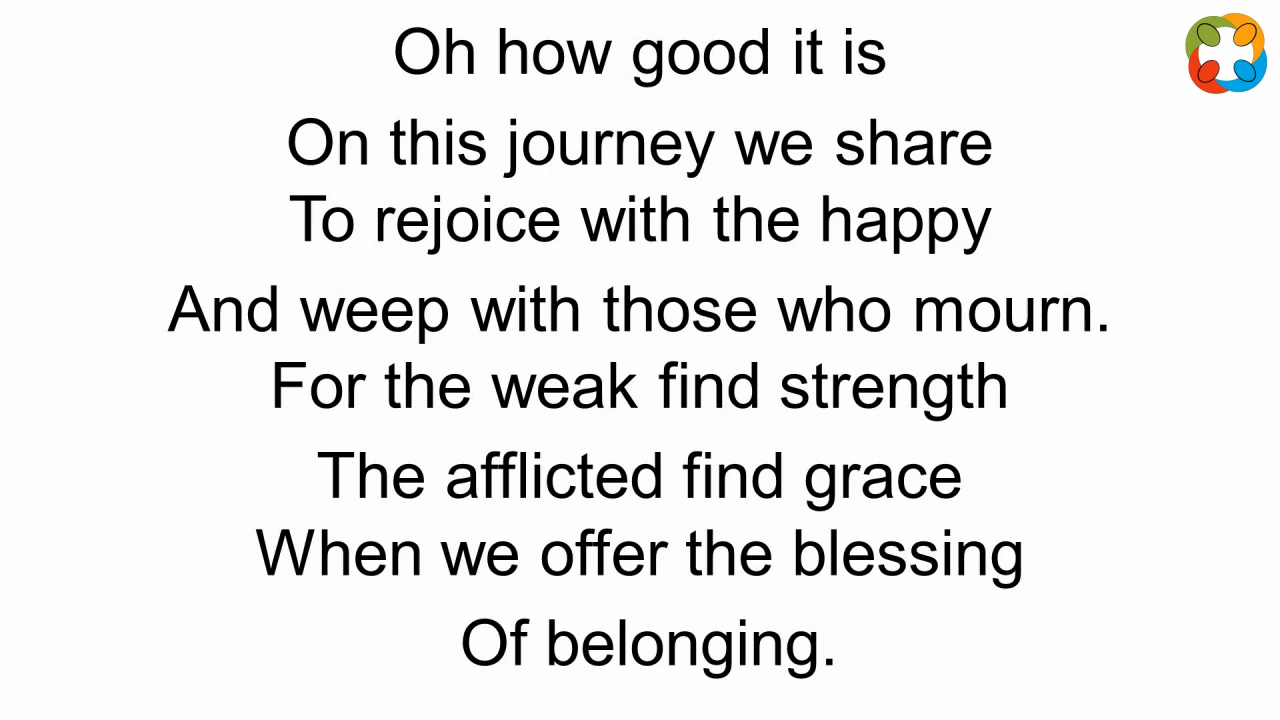 Oh how good it is
On this journey we share
To rejoice with the happy
And weep with those who mourn.
For the weak find strength
The afflicted find grace
When we offer the blessing
Of belonging.